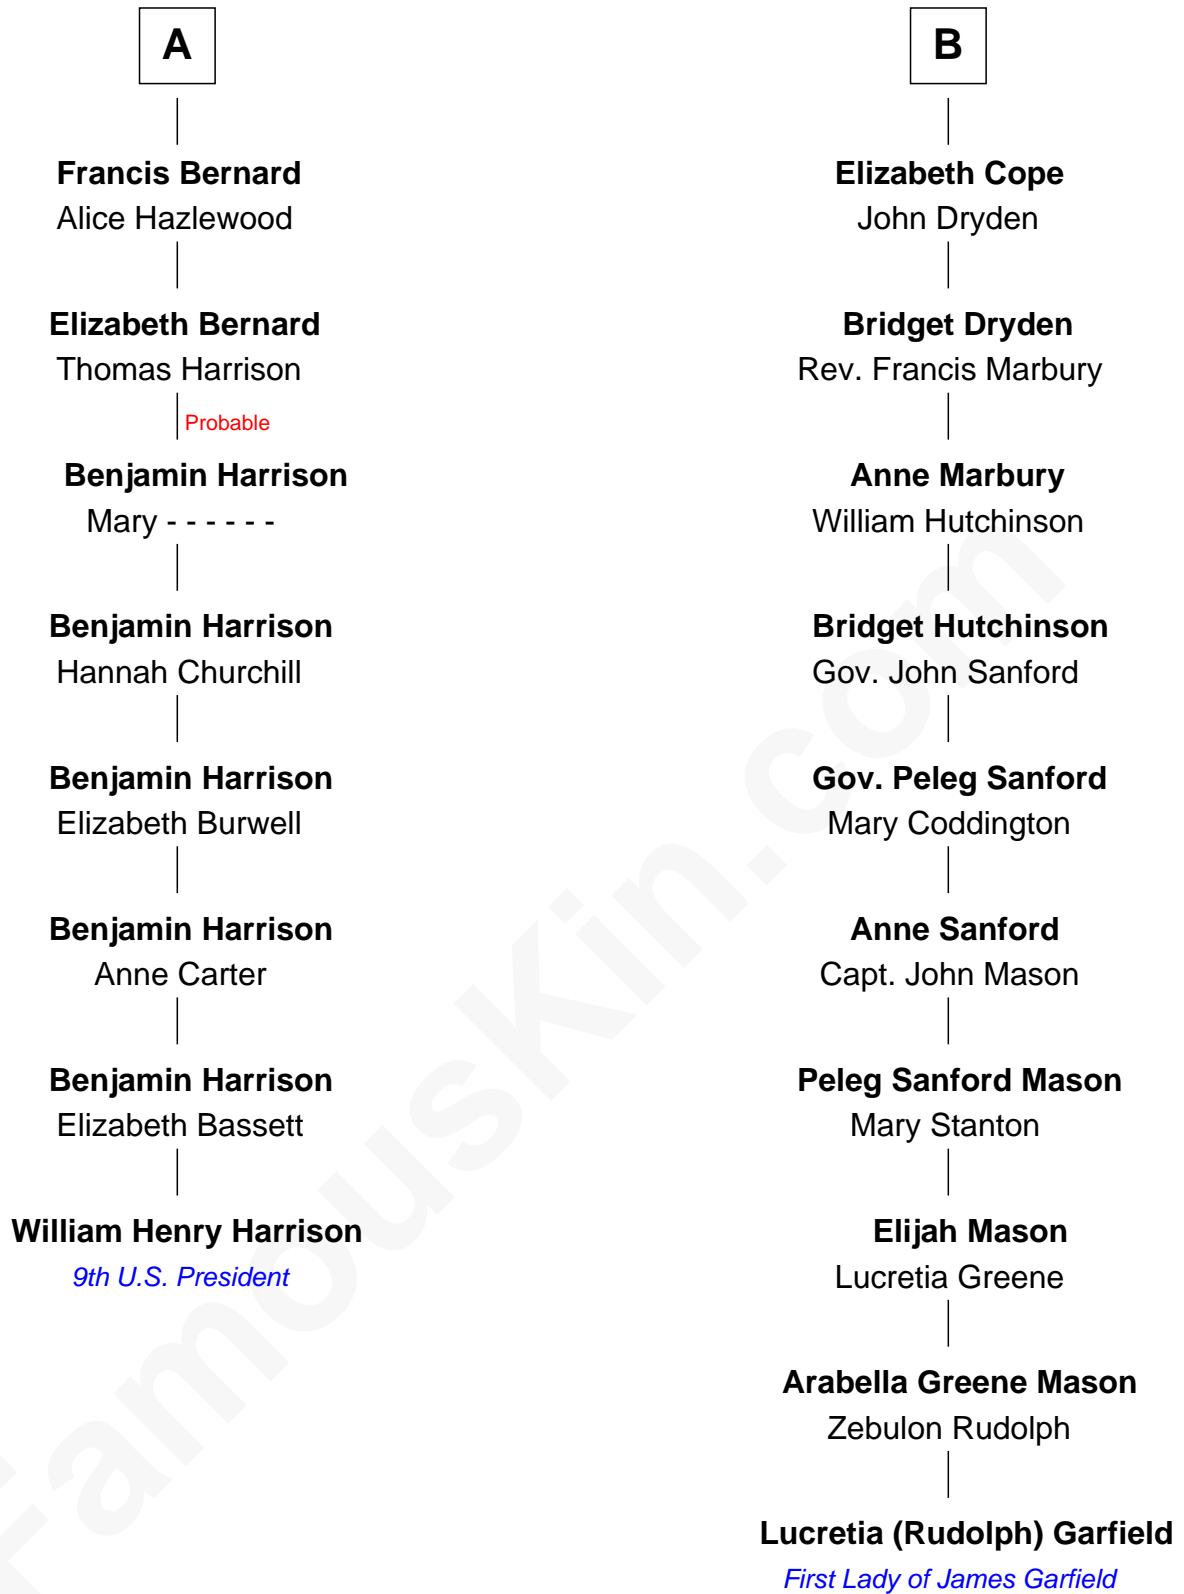 A
Francis Bernard
Alice Hazlewood
Elizabeth Bernard
Thomas Harrison
Probable
Benjamin Harrison
Mary - - - - - -
Benjamin Harrison
Hannah Churchill
Benjamin Harrison
Elizabeth Burwell
Benjamin Harrison
Anne Carter
Benjamin Harrison
Elizabeth Bassett
William Henry Harrison
9th U.S. President
B
Elizabeth Cope
John Dryden
Bridget Dryden
Rev. Francis Marbury
Anne Marbury
William Hutchinson
Bridget Hutchinson
Gov. John Sanford
Gov. Peleg Sanford
Mary Coddington
Anne Sanford
Capt. John Mason
Peleg Sanford Mason
Mary Stanton
Elijah Mason
Lucretia Greene
Arabella Greene Mason
Zebulon Rudolph
Lucretia (Rudolph) Garfield
First Lady of James Garfield
FamousKin.com